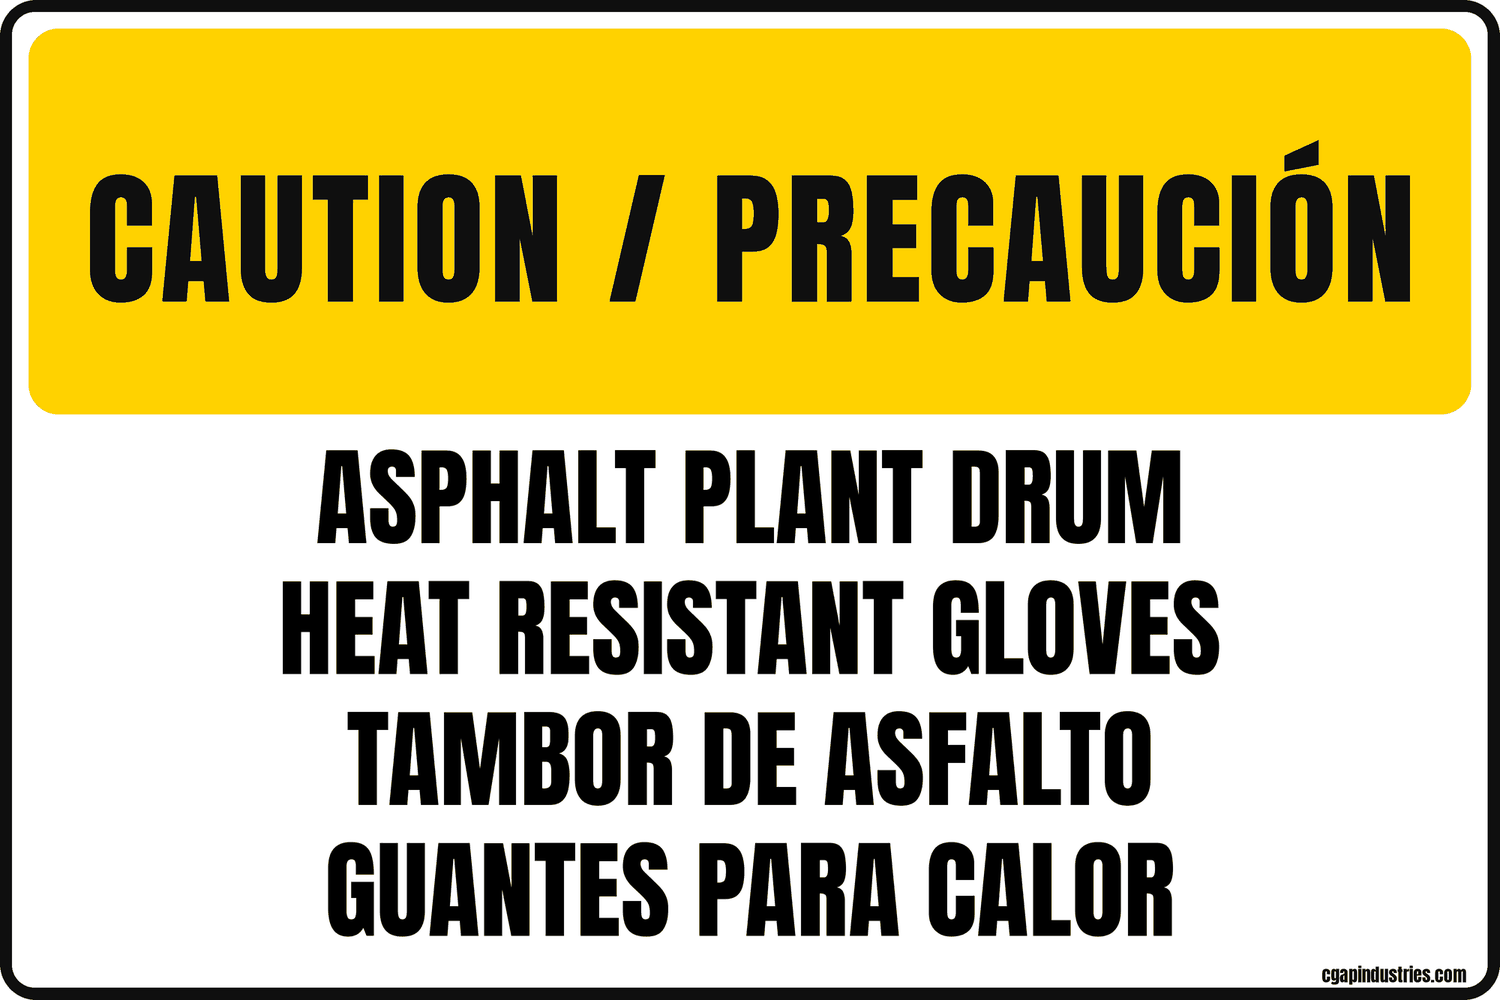 CAUTION / PRECAUCIÓN
ASPHALT PLANT DRUM
HEAT RESISTANT GLOVES
TAMBOR DE ASFALTO
GUANTES PARA CALOR
cgapindustries.com